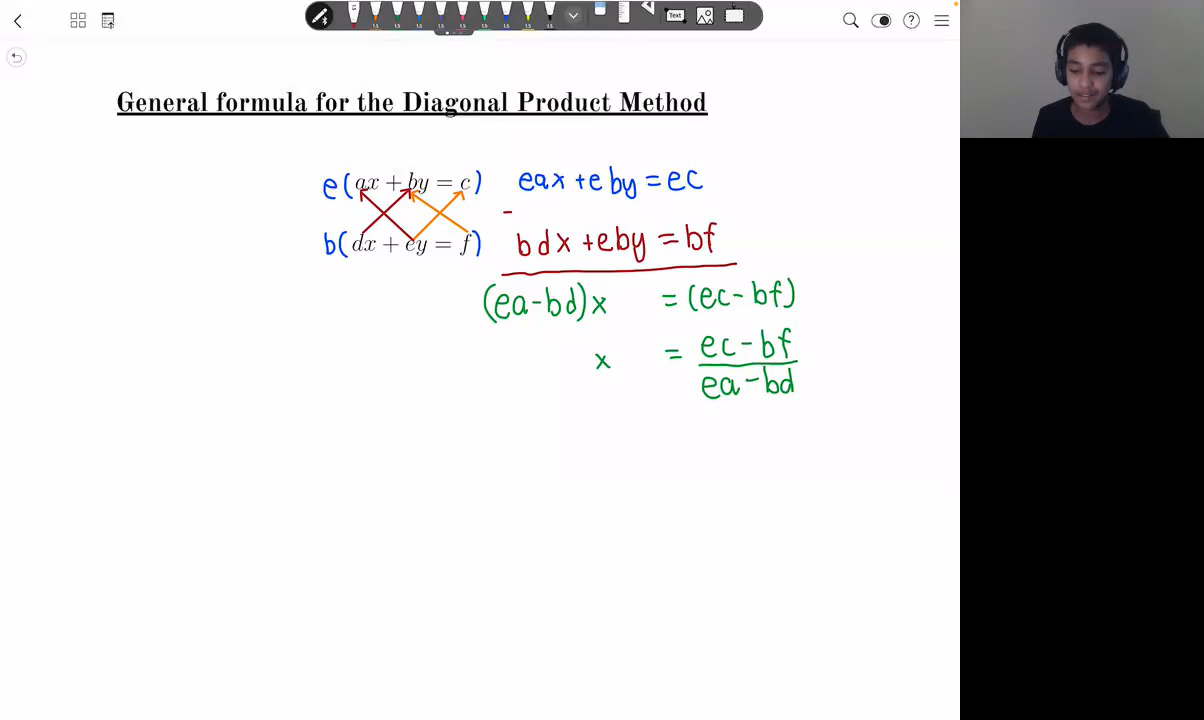 Text
General formula for the Diagonal Product Method
e(ax + by = c) eax + eby = ec
-
b(dx + ey = f) bdx + eby = bf
(ea - bd)x = (ec - bf)
x = ec - bf
ea - bd